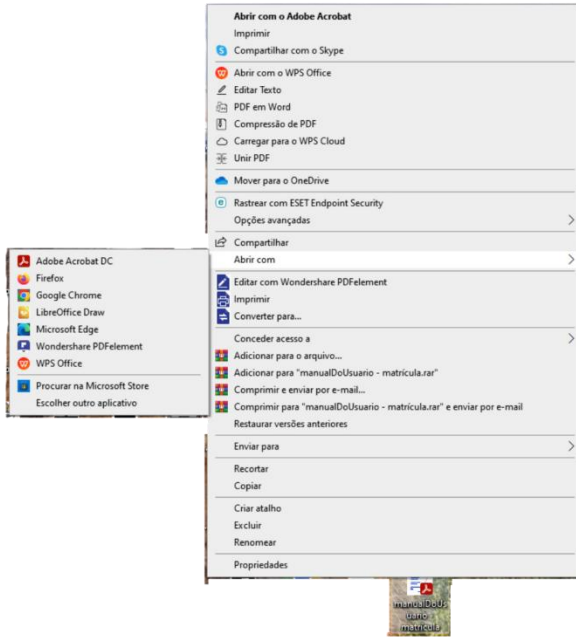 Abrir com o Adobe Acrobat
Imprimir
Compartilhar com o Skype
Abrir com o WPS Office
Editar Texto
PDF em Word
Compressão de PDF
Carregar para o WPS Cloud
Unir PDF
Mover para o OneDrive
Rastrear com ESET Endpoint Security
Opções avançadas
Compartilhar
Abrir com
Adobe Acrobat DC
Firefox
Google Chrome
LibreOffice Draw
Microsoft Edge
Wondershare PDFelement
WPS Office
Procurar na Microsoft Store
Escolher outro aplicativo
Editar com Wondershare PDFelement
Imprimir
Converter para...
Conceder acesso a
Adicionar para o arquivo...
Adicionar para "manualDoUsuario - matrícula.rar"
Comprimir e enviar por e-mail...
Comprimir para "manualDoUsuario - matrícula.rar" e enviar por e-mail
Restaurar versões anteriores
Enviar para
Recortar
Copiar
Criar atalho
Excluir
Renomear
Propriedades
manualDoUs
uario -
matrícula